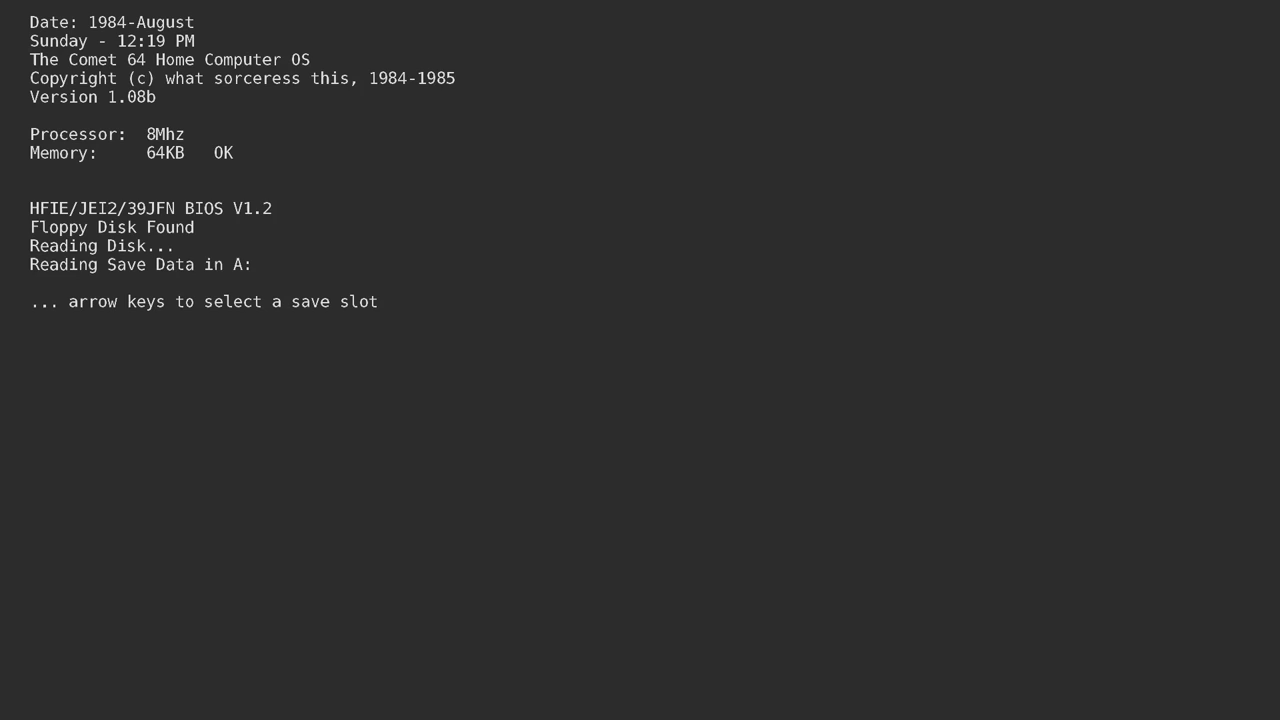 Date: 1984-August
Sunday - 12:19 PM
The Comet 64 Home Computer OS
Copyright (c) what sorceress this, 1984-1985
Version 1.08b
Processor:  8Mhz
Memory:     64KB   OK
HFIE/JEI2/39JFN BIOS V1.2
Floppy Disk Found
Reading Disk...
Reading Save Data in A:
... arrow keys to select a save slot